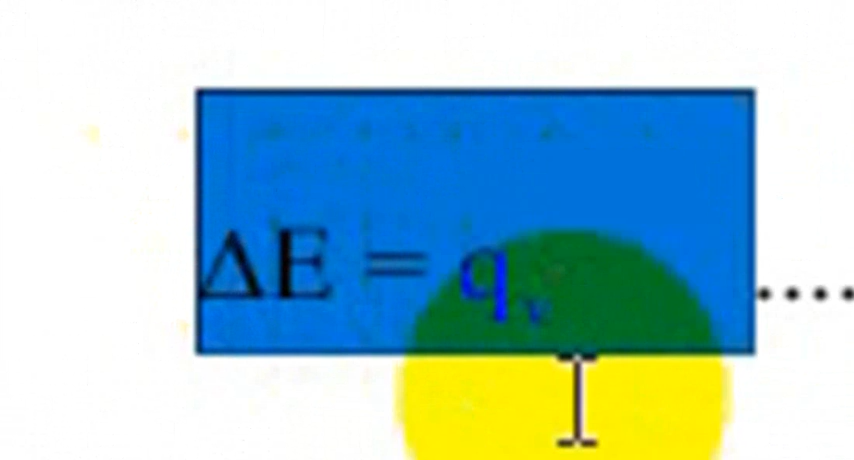 ΔE = qᵥ .....